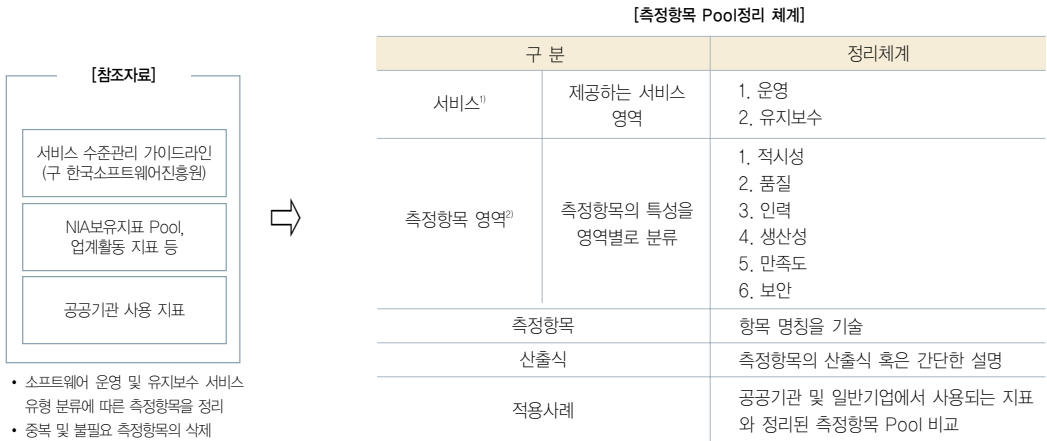 [참조자료]
서비스 수준관리 가이드라인
(구 한국소프트웨어진흥원)
NIA보유지표 Pool,
업계활동 지표 등
공공기관 사용 지표
• 소프트웨어 운영 및 유지보수 서비스
유형 분류에 따른 측정항목을 정리
• 중복 및 불필요 측정항목의 삭제
[측정항목 Pool정리 체계]
구 분 정리체계
서비스1) 제공하는 서비스
영역
1. 운영
2. 유지보수
측정항목 영역2) 측정항목의 특성을
영역별로 분류
1. 적시성
2. 품질
3. 인력
4. 생산성
5. 만족도
6. 보안
측정항목 항목 명칭을 기술
산출식 측정항목의 산출식 혹은 간단한 설명
적용사례 공공기관 및 일반기업에서 사용되는 지표
와 정리된 측정항목 Pool 비교